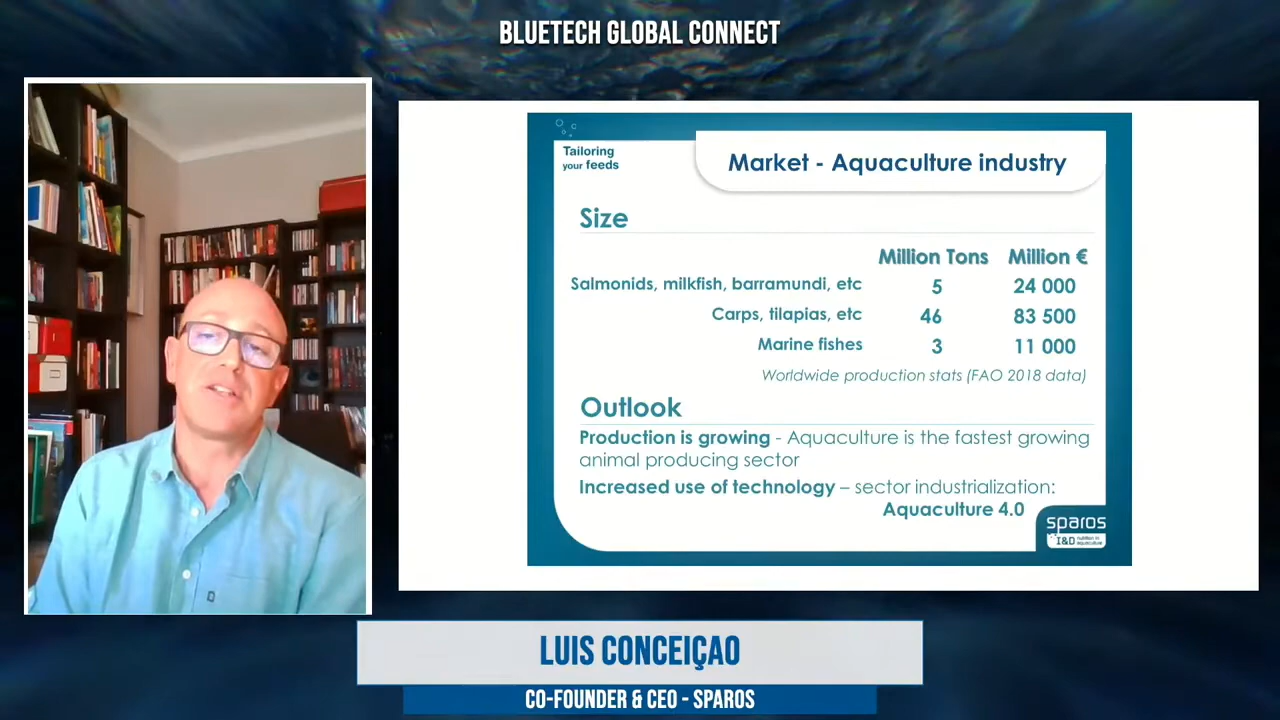 BLUETECH GLOBAL CONNECT
Tailoring
your feeds
Market - Aquaculture industry
Size
Million Tons Million €
Salmonids, milkfish, barramundi, etc 5 24 000
Carps, tilapias, etc 46 83 500
Marine fishes 3 11 000
Worldwide production stats (FAO 2018 data)
Outlook
Production is growing - Aquaculture is the fastest growing
animal producing sector
Increased use of technology – sector industrialization:
Aquaculture 4.0
sparos
I&D nutrition in
aquaculture
LUIS CONCEIÇAO
CO-FOUNDER & CEO - SPAROS